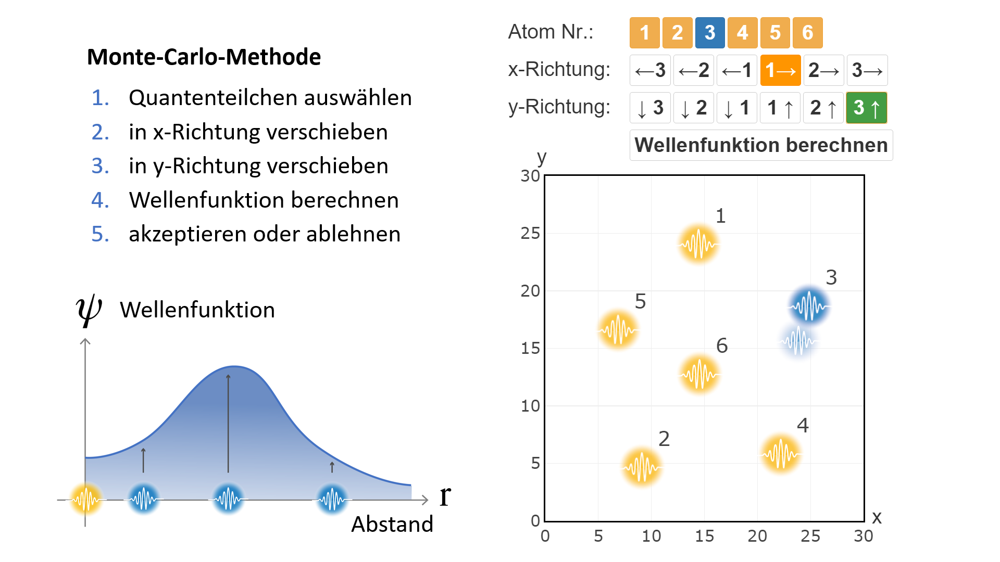 Monte-Carlo-Methode
1. Quantenteilchen auswählen
2. in x-Richtung verschieben
3. in y-Richtung verschieben
4. Wellenfunktion berechnen
5. akzeptieren oder ablehnen
ψ Wellenfunktion
r
Abstand
Atom Nr.: 1 2 3 4 5 6
x-Richtung: ←3 ←2 ←1 1→ 2→ 3→
y-Richtung: ↓ 3 ↓ 2 ↓ 1 1 ↑ 2 ↑ 3 ↑
Wellenfunktion berechnen
y
30
1
25
3
20
5
6
15
10
4
2
5
0
x
0 5 10 15 20 25 30